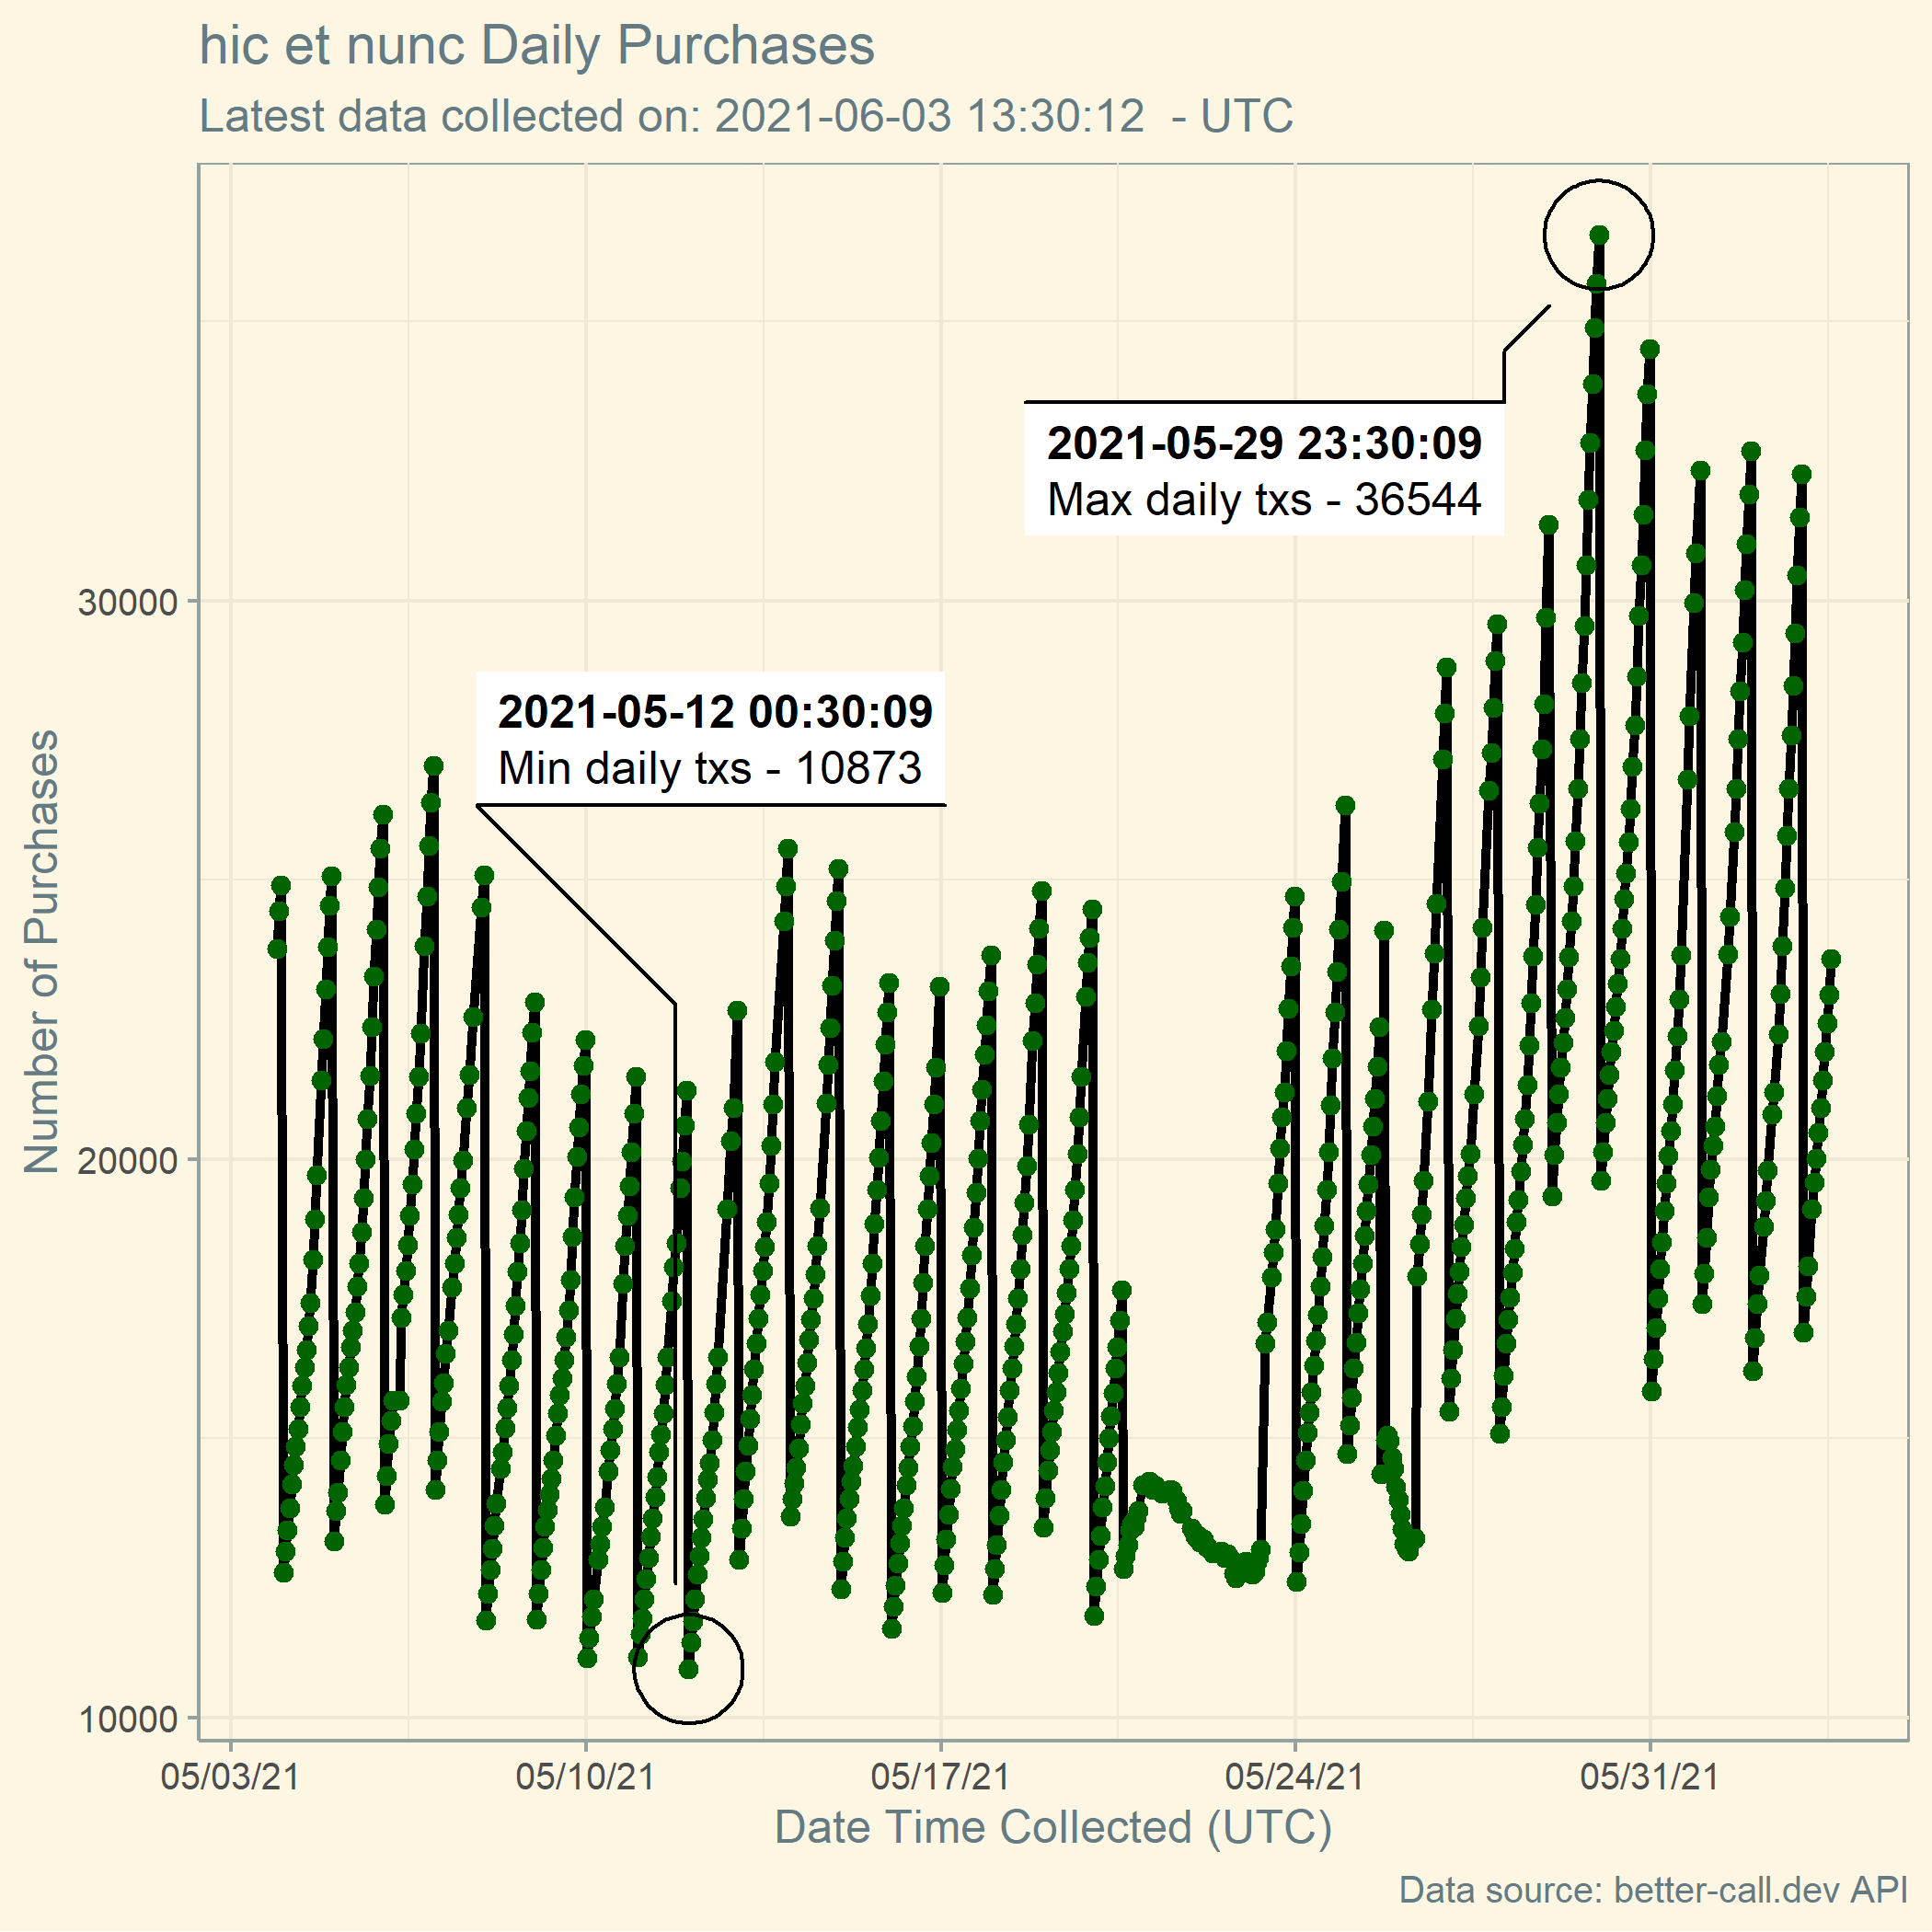 hic et nunc Daily Purchases
Latest data collected on: 2021-06-03 13:30:12  - UTC
2021-05-29 23:30:09
Max daily txs - 36544
2021-05-12 00:30:09
Min daily txs - 10873
Number of Purchases
30000
20000
10000
05/03/21
05/10/21
05/17/21
05/24/21
05/31/21
Date Time Collected (UTC)
Data source: better-call.dev API